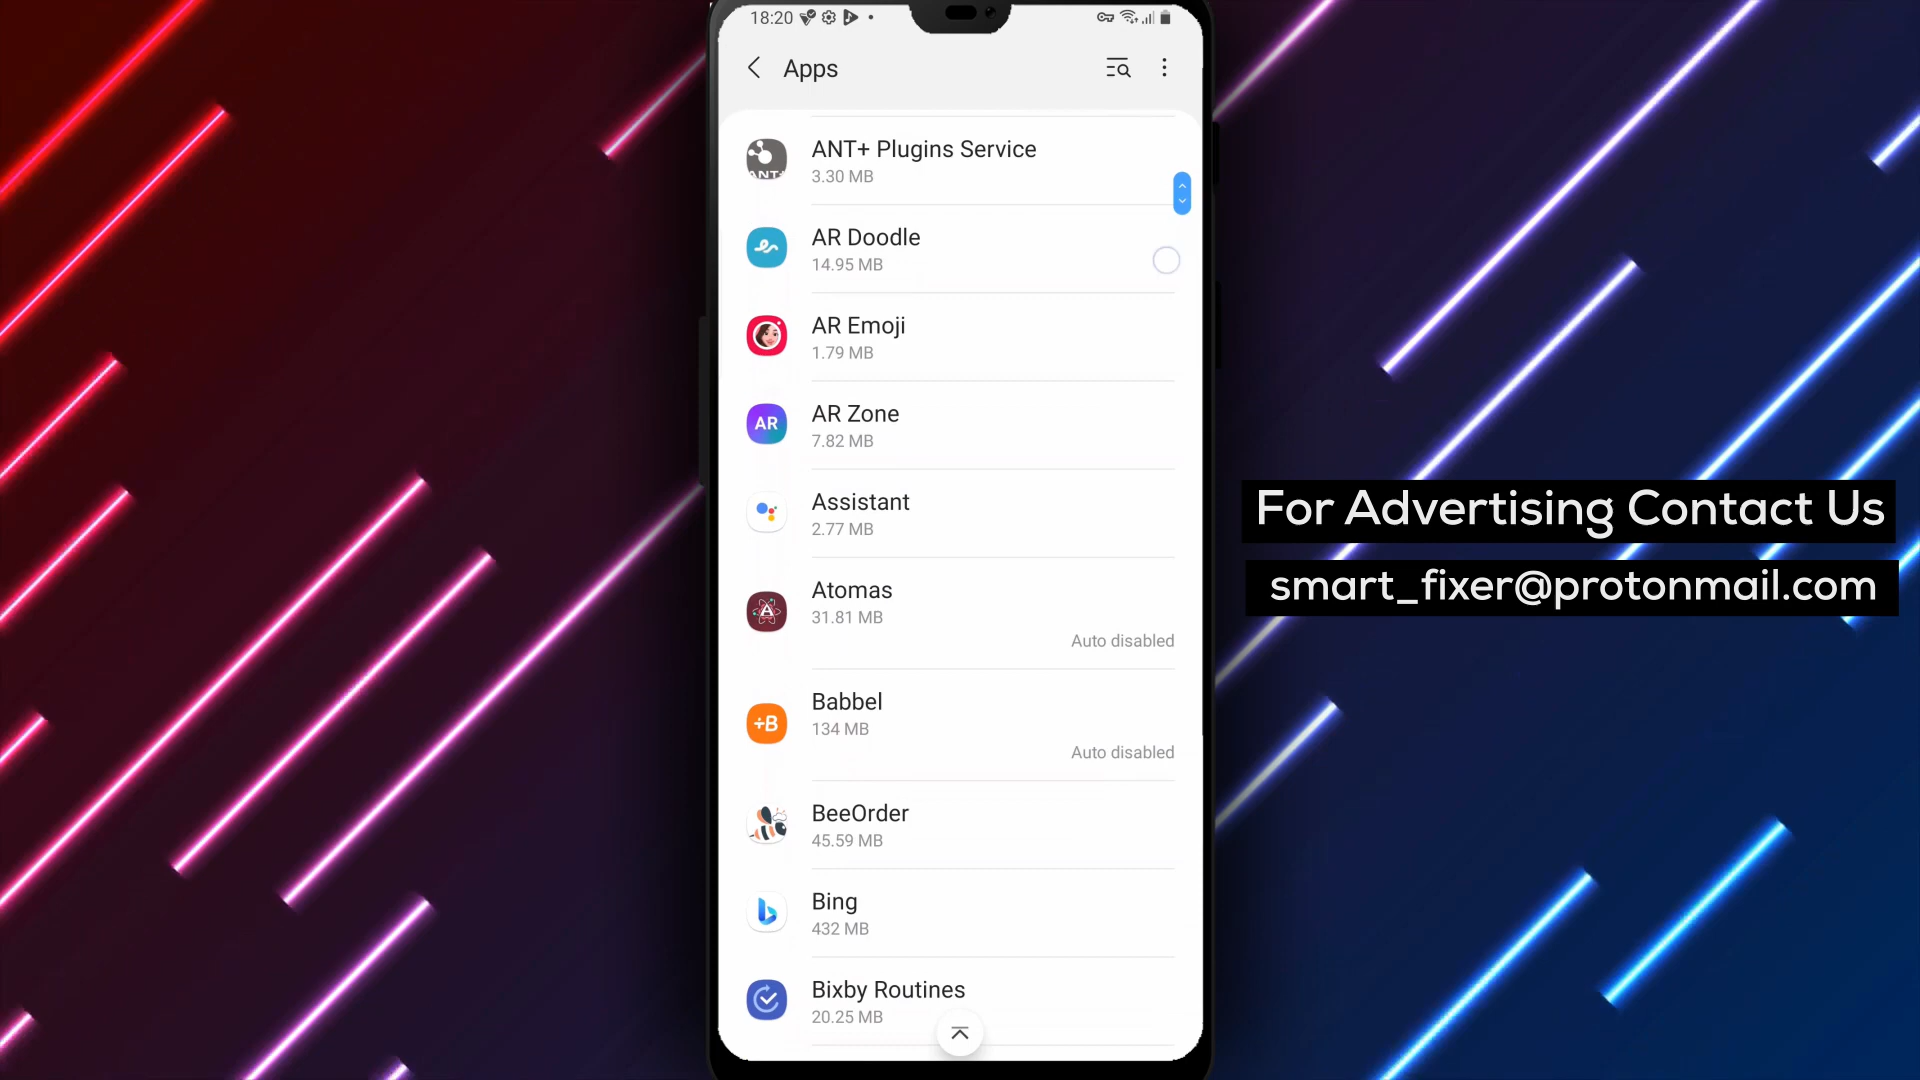 18:20
Apps
ANT+ Plugins Service
3.30 MB
ANT+
AR Doodle
14.95 MB
AR Emoji
1.79 MB
AR Zone
7.82 MB
AR
Assistant
2.77 MB
Atomas
31.81 MB
A
Auto disabled
Babbel
134 MB
+B
Auto disabled
BeeOrder
45.59 MB
Bing
432 MB
Bixby Routines
20.25 MB
For Advertising Contact Us
smart_fixer@protonmail.com